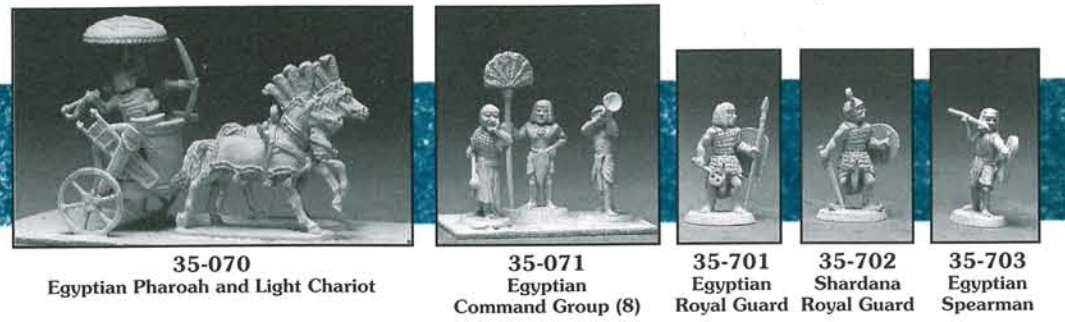 35-070
Egyptian Pharoah and Light Chariot
35-071
Egyptian
Command Group (8)
35-701
Egyptian
Royal Guard
35-702
Shardana
Royal Guard
35-703
Egyptian
Spearman